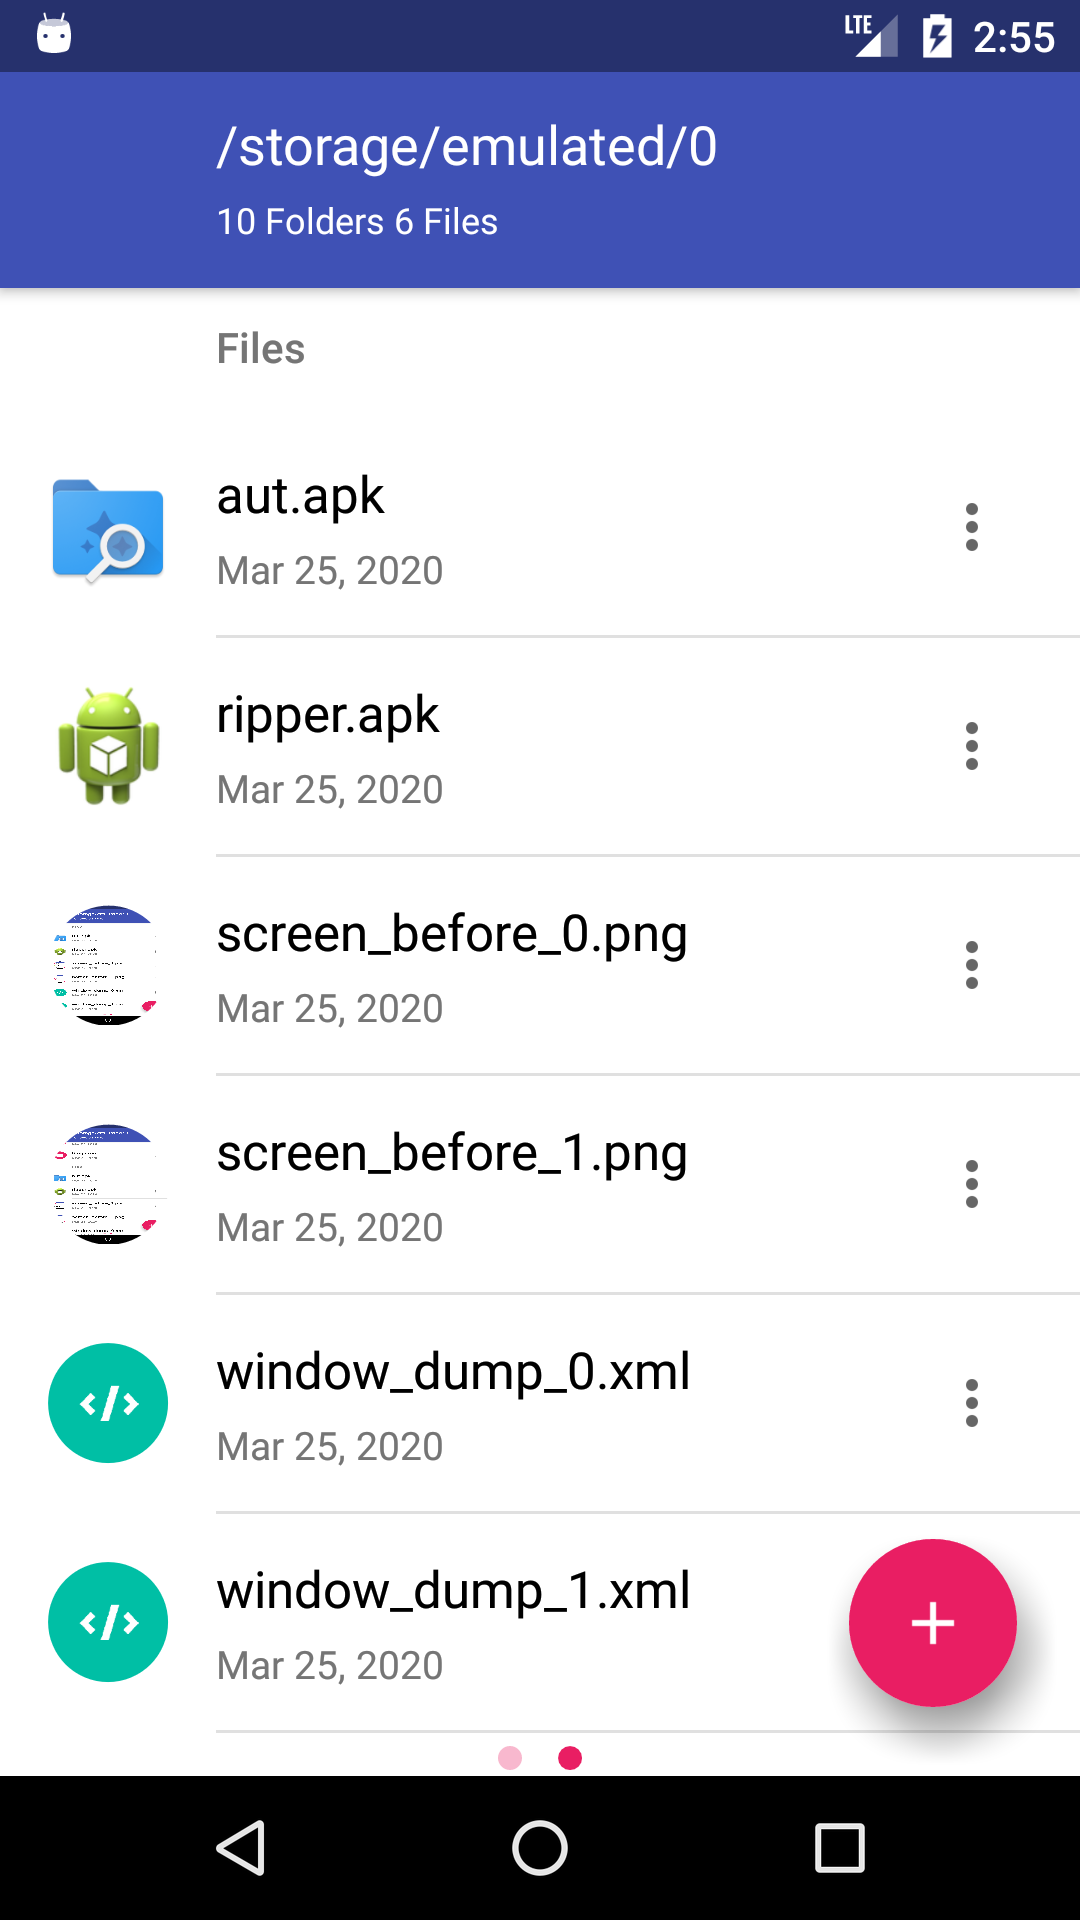 LTE 2:55
/storage/emulated/0
10 Folders 6 Files
Files
aut.apk
Mar 25, 2020
ripper.apk
Mar 25, 2020
screen_before_0.png
Mar 25, 2020
screen_before_1.png
Mar 25, 2020
window_dump_0.xml
Mar 25, 2020
window_dump_1.xml
Mar 25, 2020